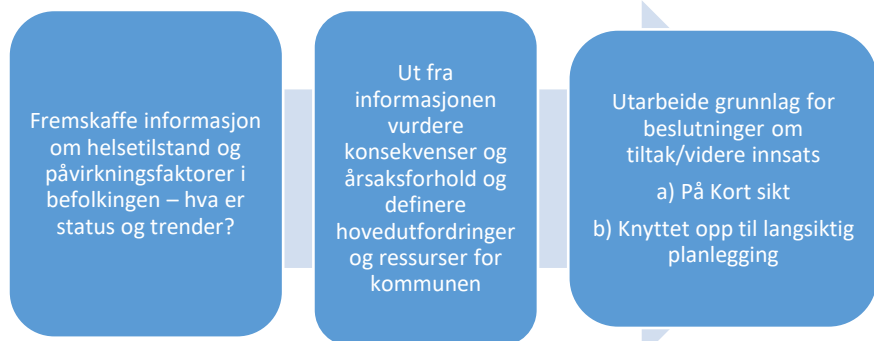 Fremskaffe informasjon
om helsetilstand og
påvirkningsfaktorer i
befolkingen – hva er
status og trender?
Ut fra
informasjonen
vurdere
konsekvenser og
årsaksforhold og
definere
hovedutfordringer
og ressurser for
kommunen
Utarbeide grunnlag for
beslutninger om
tiltak/videre innsats
a) På Kort sikt
b) Knyttet opp til langsiktig
planlegging